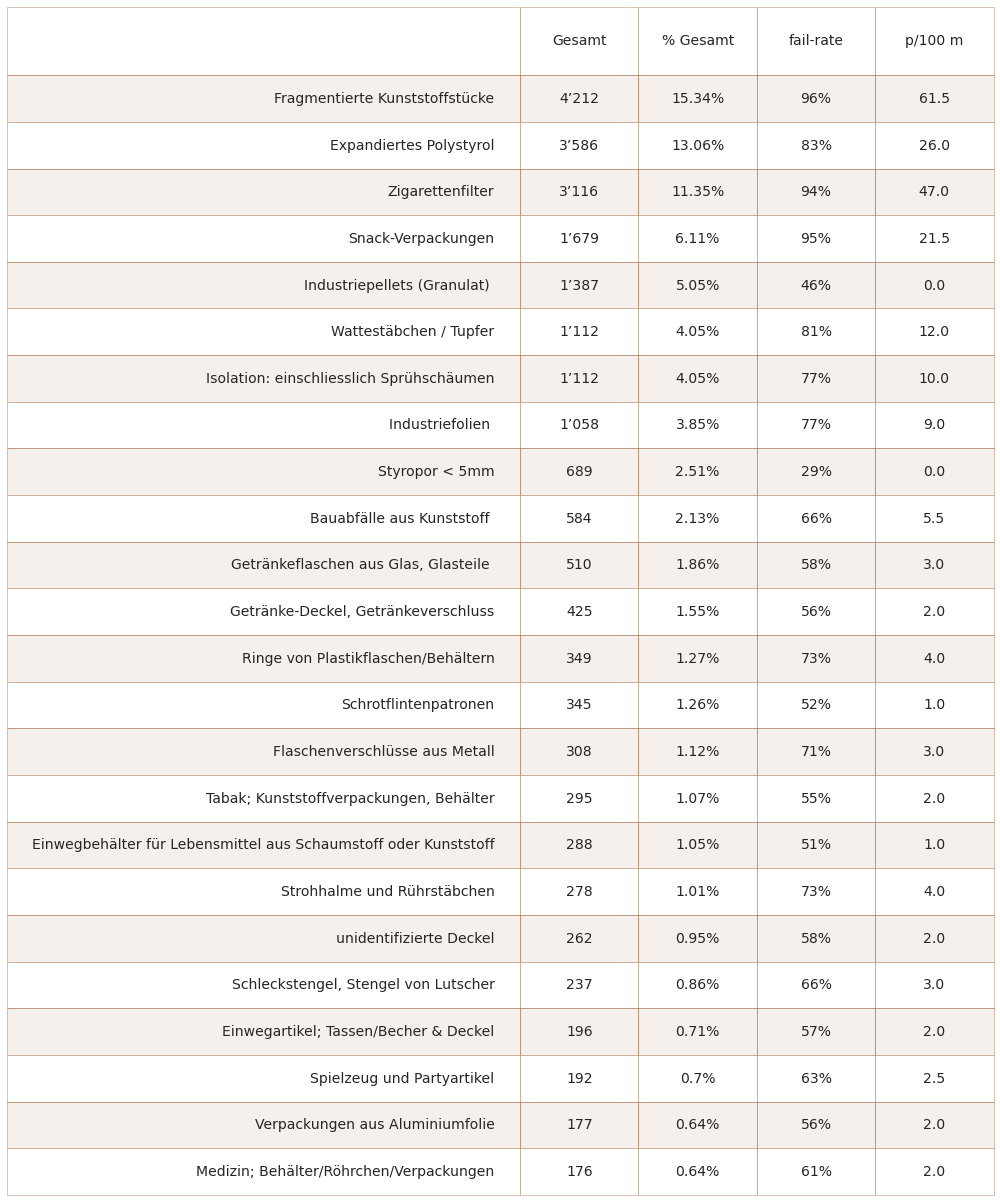 Gesamt % Gesamt fail-rate p/100 m
Fragmentierte Kunststoffstücke 4’212 15.34% 96% 61.5
Expandiertes Polystyrol 3’586 13.06% 83% 26.0
Zigarettenfilter 3’116 11.35% 94% 47.0
Snack-Verpackungen 1’679 6.11% 95% 21.5
Industriepellets (Granulat) 1’387 5.05% 46% 0.0
Wattestäbchen / Tupfer 1’112 4.05% 81% 12.0
Isolation: einschliesslich Sprühschäumen 1’112 4.05% 77% 10.0
Industriefolien 1’058 3.85% 77% 9.0
Styropor < 5mm 689 2.51% 29% 0.0
Bauabfälle aus Kunststoff 584 2.13% 66% 5.5
Getränkeflaschen aus Glas, Glasteile 510 1.86% 58% 3.0
Getränke-Deckel, Getränkeverschluss 425 1.55% 56% 2.0
Ringe von Plastikflaschen/Behältern 349 1.27% 73% 4.0
Schrotflintenpatronen 345 1.26% 52% 1.0
Flaschenverschlüsse aus Metall 308 1.12% 71% 3.0
Tabak; Kunststoffverpackungen, Behälter 295 1.07% 55% 2.0
Einwegbehälter für Lebensmittel aus Schaumstoff oder Kunststoff 288 1.05% 51% 1.0
Strohhalme und Rührstäbchen 278 1.01% 73% 4.0
unidentifizierte Deckel 262 0.95% 58% 2.0
Schleckstengel, Stengel von Lutscher 237 0.86% 66% 3.0
Einwegartikel; Tassen/Becher & Deckel 196 0.71% 57% 2.0
Spielzeug und Partyartikel 192 0.7% 63% 2.5
Verpackungen aus Aluminiumfolie 177 0.64% 56% 2.0
Medizin; Behälter/Röhrchen/Verpackungen 176 0.64% 61% 2.0